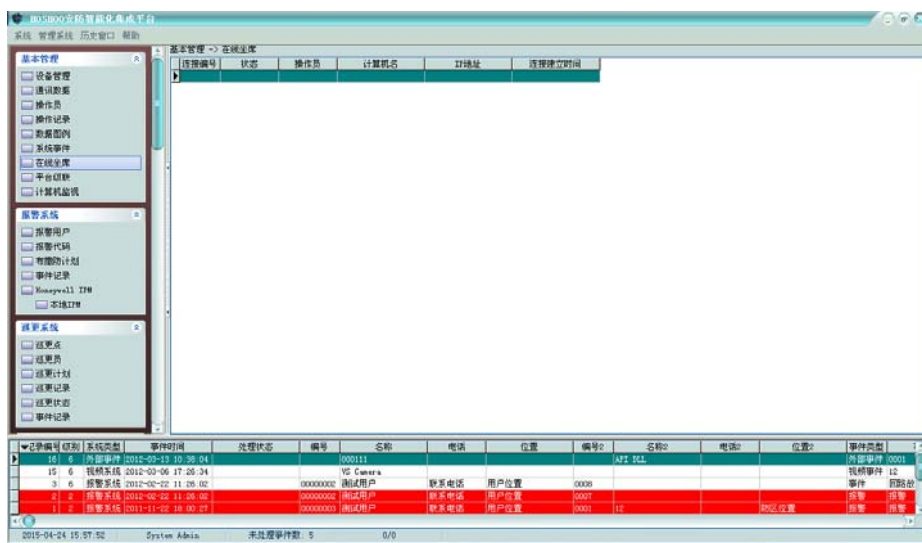 HOSHOO安防智能化集成平台
系统 管理系统 历史窗口 帮助
基本管理
设备管理
通讯数据
操作员
操作记录
数据图例
系统事件
在线坐席
平台级联
计算机监视
报警系统
报警用户
报警代码
布撤防计划
事件记录
Honeywell IPM
本地IPM
巡更系统
巡更点
巡更员
巡更计划
巡更记录
巡更状态
事件记录
基本管理 -> 在线坐席
连接编号 状态 操作员 计算机名 IP地址 连接建立时间
记录编号 级别 系统类型 事件时间 处理状态 编号 名称 电话 位置 编号2 名称2 电话2 位置2 事件类型
16 6 外部事件 2012-03-13 10:38:04 000111 API DLL 外部事件 0001
15 6 视频系统 2012-03-06 17:26:34 VS Camera 视频事件 12
3 6 报警系统 2012-02-22 11:26:02 00000002 测试用户 联系电话 用户位置 0008 事件 回路故
2 2 报警系统 2012-02-22 11:26:02 00000002 测试用户 联系电话 用户位置 0007 报警 报警
1 2 报警系统 2011-11-22 18:00:27 00000003 测试用户 联系电话 用户位置 0001 12 防区位置 报警 报警
2015-04-24 15:57:52 System Admin 未处理事件数: 5 0/0